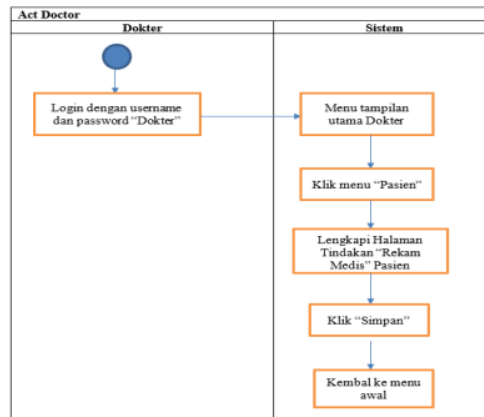 Act Doctor
Dokter
Sistem
Login dengan username
dan password “Dokter”
Menu tampilan
utama Dokter
Klik menu “Pasien”
Lengkapi Halaman
Tindakan “Rekam
Medis” Pasien
Klik “Simpan”
Kembal ke menu
awal